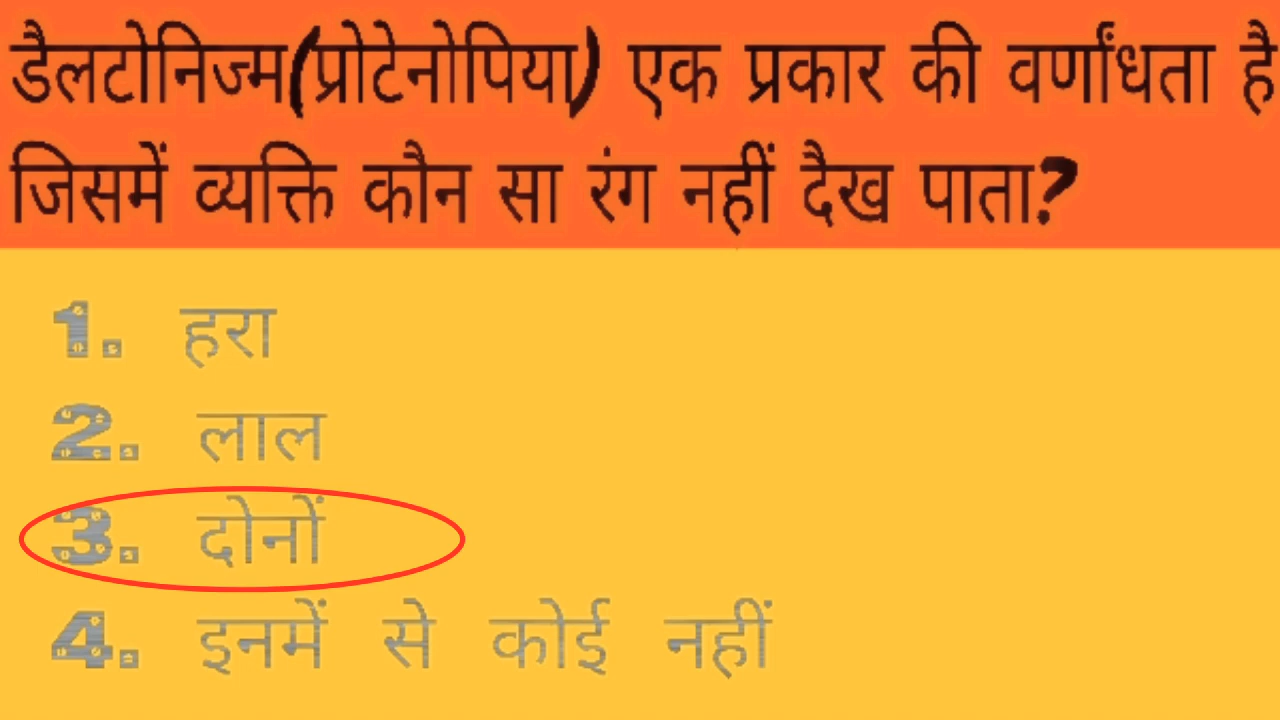 डैलटोनिज्म(प्रोटेनोपिया) एक प्रकार की वर्णांधता है
जिसमें व्यक्ति कौन सा रंग नहीं दैख पाता?
1. हरा
2. लाल
3. दोनों
4. इनमें से कोई नहीं